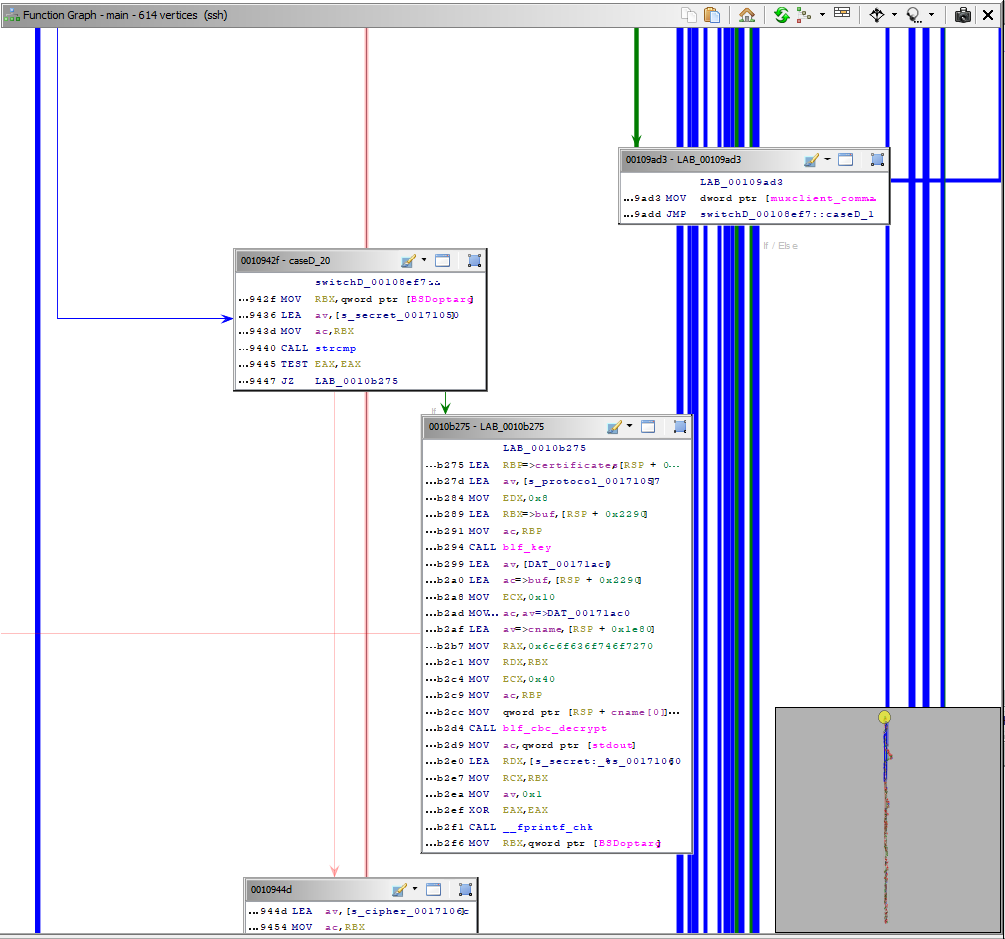 Function Graph - main - 614 vertices (ssh)
00109ad3 - LAB_00109ad3
LAB_00109ad3
...9ad3 MOV dword ptr [muxclient_comma
...9add JMP switchD_00108ef7::caseD_1
If / Else
0010942f - caseD_20
switchD_00108ef7::
...942f MOV RBX,qword ptr [BSDoptarg]
...9436 LEA av,[s_secret_00171050]
...943d MOV ac,RBX
...9440 CALL strcmp
...9445 TEST EAX,EAX
...9447 JZ LAB_0010b275
If
0010b275 - LAB_0010b275
LAB_0010b275
...b275 LEA RBP=>certificate,[RSP + 0...
...b27d LEA av,[s_protocol_00171057]
...b284 MOV EDX,0x8
...b289 LEA RBX=>buf,[RSP + 0x2290]
...b291 MOV ac,RBP
...b294 CALL blf_key
...b299 LEA av,[DAT_00171ac0]
...b2a0 LEA ac=>buf,[RSP + 0x2290]
...b2a8 MOV ECX,0x10
...b2ad MOV... ac,av=>DAT_00171ac0
...b2af LEA av=>cname,[RSP + 0x1e80]
...b2b7 MOV RAX,0x6c6f636f746f7270
...b2c1 MOV RDX,RBX
...b2c4 MOV ECX,0x40
...b2c9 MOV ac,RBP
...b2cc MOV qword ptr [RSP + cname[0]]...
...b2d4 CALL blf_cbc_decrypt
...b2d9 MOV ac,qword ptr [stdout]
...b2e0 LEA RDX,[s_secret:_%s_00171060]
...b2e7 MOV RCX,RBX
...b2ea MOV av,0x1
...b2ef XOR EAX,EAX
...b2f1 CALL __fprintf_chk
...b2f6 MOV RBX,qword ptr [BSDoptarg]
0010944d
...944d LEA av,[s_cipher_0017106c
...9454 MOV ac,RBX